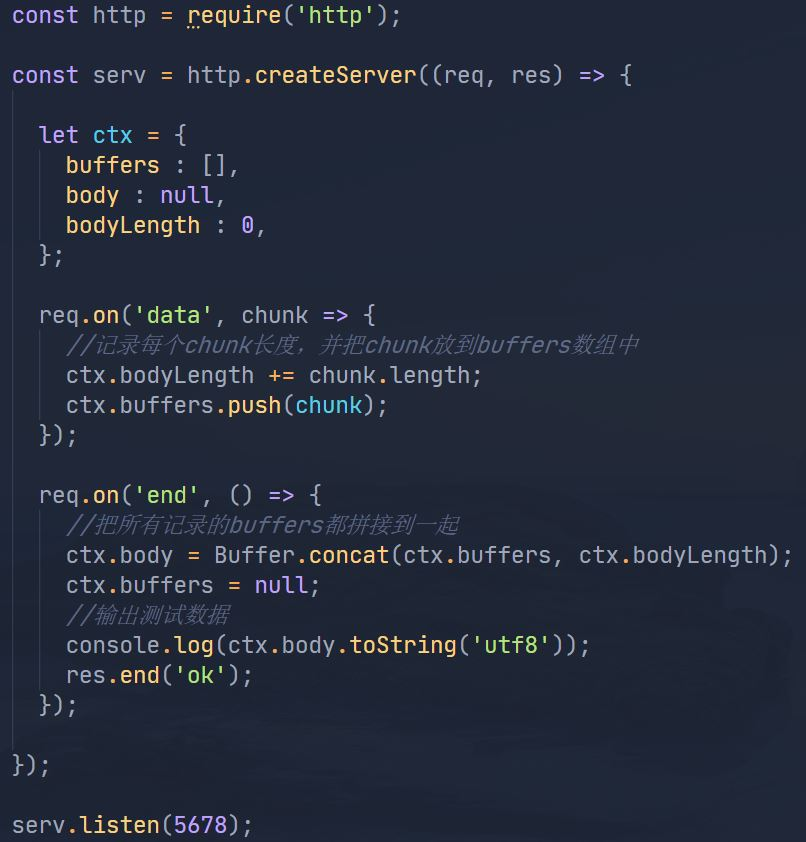 const http = require('http');
const serv = http.createServer((req, res) => {
let ctx = {
buffers : [],
body : null,
bodyLength : 0,
};
req.on('data', chunk => {
//记录每个chunk长度，并把chunk放到buffers数组中
ctx.bodyLength += chunk.length;
ctx.buffers.push(chunk);
});
req.on('end', () => {
//把所有记录的buffers都拼接到一起
ctx.body = Buffer.concat(ctx.buffers, ctx.bodyLength);
ctx.buffers = null;
//输出测试数据
console.log(ctx.body.toString('utf8'));
res.end('ok');
});
});
serv.listen(5678);